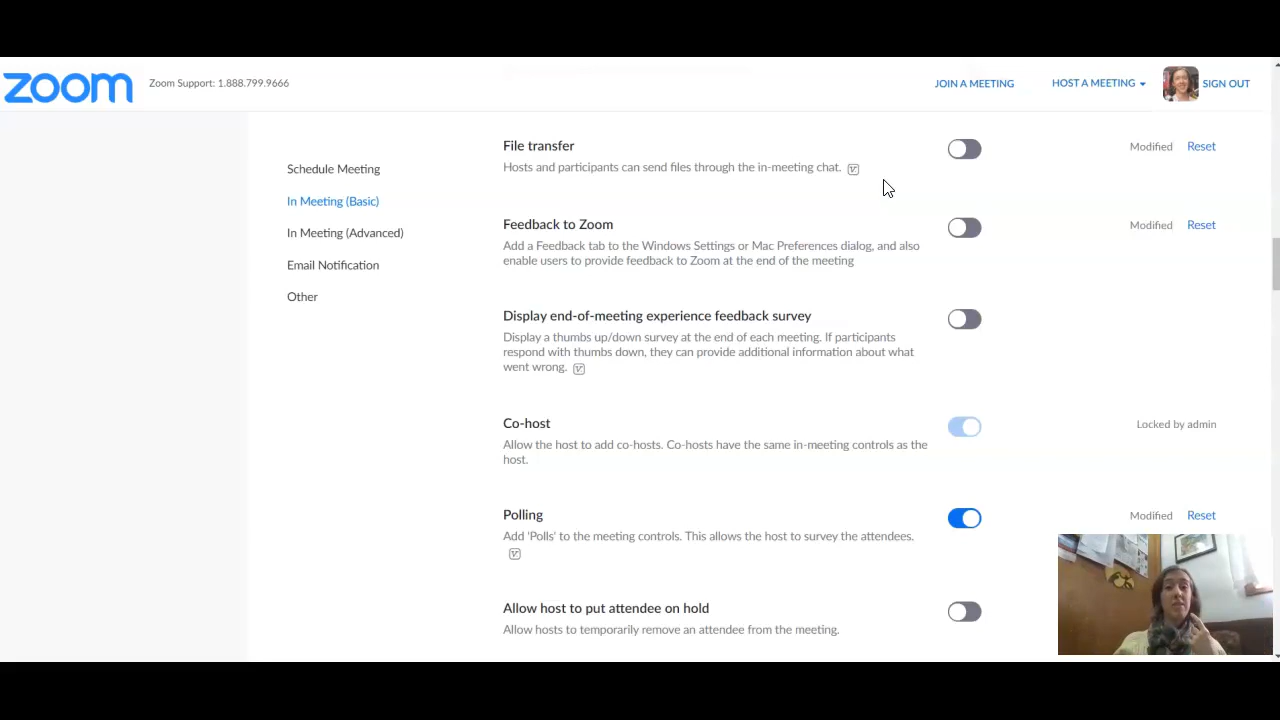 zoom
Zoom Support: 1.888.799.9666
JOIN A MEETING
HOST A MEETING
SIGN OUT
Schedule Meeting
In Meeting (Basic)
In Meeting (Advanced)
Email Notification
Other
File transfer
Modified
Reset
Hosts and participants can send files through the in-meeting chat.
Feedback to Zoom
Modified
Reset
Add a Feedback tab to the Windows Settings or Mac Preferences dialog, and also
enable users to provide feedback to Zoom at the end of the meeting
Display end-of-meeting experience feedback survey
Display a thumbs up/down survey at the end of each meeting. If participants
respond with thumbs down, they can provide additional information about what
went wrong.
Co-host
Locked by admin
Allow the host to add co-hosts. Co-hosts have the same in-meeting controls as the
host.
Polling
Modified
Reset
Add 'Polls' to the meeting controls. This allows the host to survey the attendees.
Allow host to put attendee on hold
Allow hosts to temporarily remove an attendee from the meeting.